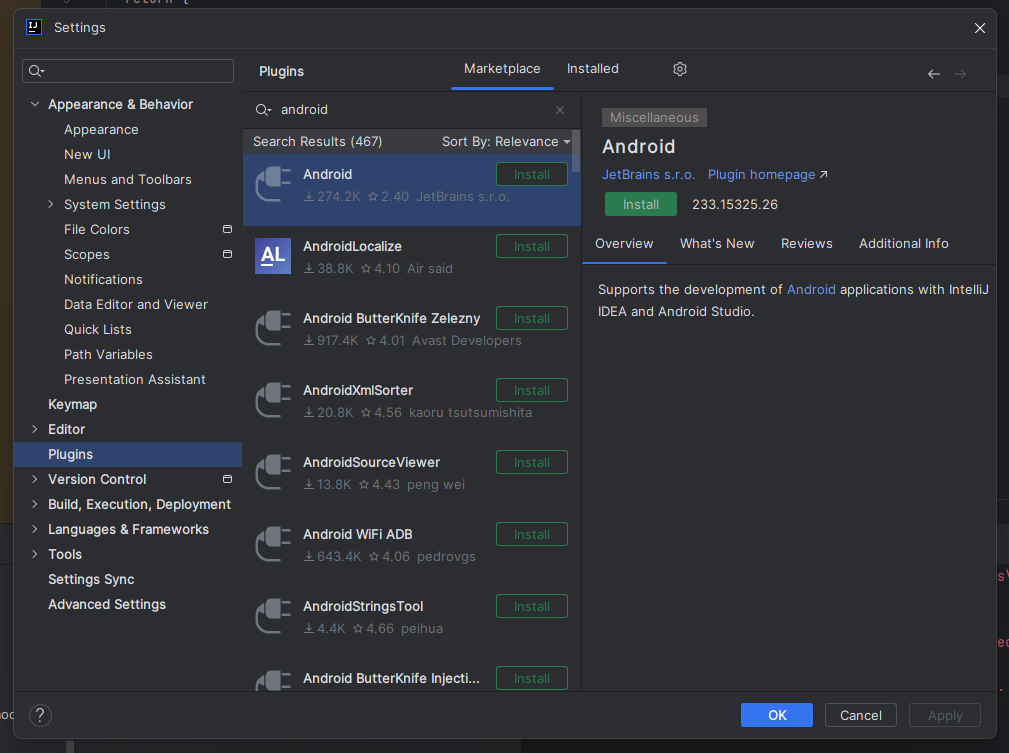 return {
IJ
Settings
Plugins
Marketplace
Installed
Appearance & Behavior
Appearance
New UI
Menus and Toolbars
System Settings
File Colors
Scopes
Notifications
Data Editor and Viewer
Quick Lists
Path Variables
Presentation Assistant
Keymap
Editor
Plugins
Version Control
Build, Execution, Deployment
Languages & Frameworks
Tools
Settings Sync
Advanced Settings
?
android
Search Results (467) Sort By: Relevance
Android Install
274.2K 2.40 JetBrains s.r.o.
AL
AndroidLocalize Install
38.8K 4.10 Air said
Android ButterKnife Zelezny Install
917.4K 4.01 Avast Developers
AndroidXmlSorter Install
20.8K 4.56 kaoru tsutsumishita
AndroidSourceViewer Install
13.8K 4.43 peng wei
Android WiFi ADB Install
643.4K 4.06 pedrovgs
AndroidStringsTool Install
4.4K 4.66 peihua
Android ButterKnife Injecti... Install
Miscellaneous
Android
JetBrains s.r.o. Plugin homepage ↗
Install 233.15325.26
Overview What's New Reviews Additional Info
Supports the development of Android applications with IntelliJ
IDEA and Android Studio.
OK Cancel Apply